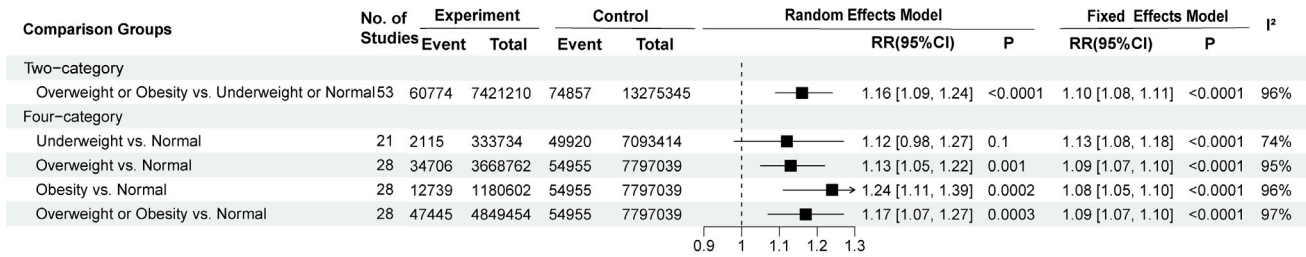 Comparison Groups No. of Studies Experiment Control Random Effects Model Fixed Effects Model I²
Event Total Event Total RR(95%CI) P RR(95%CI) P
Two−category
Overweight or Obesity vs. Underweight or Normal 53 60774 7421210 74857 13275345 1.16 [1.09, 1.24] <0.0001 1.10 [1.08, 1.11] <0.0001 96%
Four−category
Underweight vs. Normal 21 2115 333734 49920 7093414 1.12 [0.98, 1.27] 0.1 1.13 [1.08, 1.18] <0.0001 74%
Overweight vs. Normal 28 34706 3668762 54955 7797039 1.13 [1.05, 1.22] 0.001 1.09 [1.07, 1.10] <0.0001 95%
Obesity vs. Normal 28 12739 1180602 54955 7797039 1.24 [1.11, 1.39] 0.0002 1.08 [1.05, 1.10] <0.0001 96%
Overweight or Obesity vs. Normal 28 47445 4849454 54955 7797039 1.17 [1.07, 1.27] 0.0003 1.09 [1.07, 1.10] <0.0001 97%
0.9 1 1.1 1.2 1.3